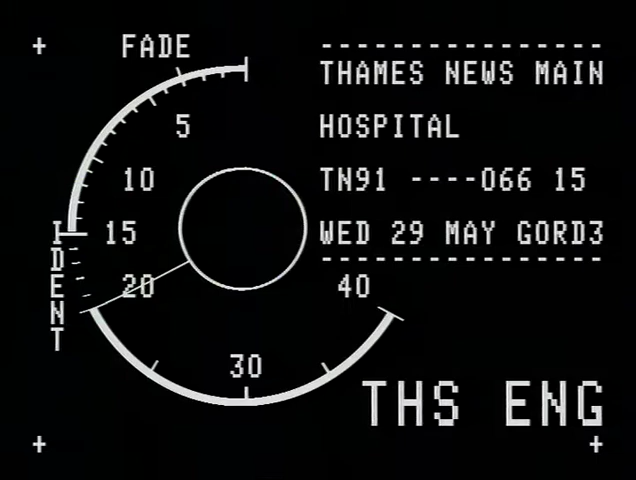 FADE
THAMES NEWS MAIN
5
HOSPITAL
10
TN91 ----066 15
15
WED 29 MAY GORD3
IDENT
20
40
30
THS ENG